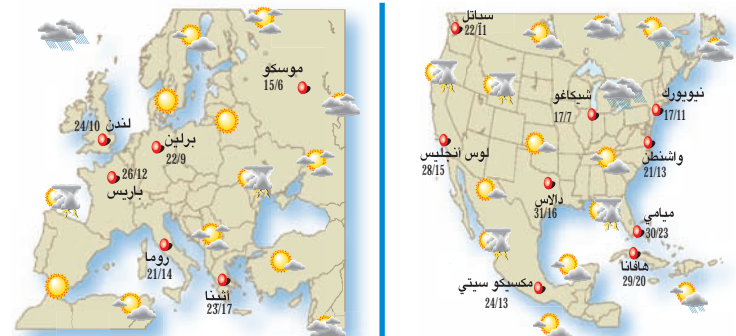 سياتل
22/11
شيكاغو
17/7
نيويورك
17/11
لوس انجليس
28/15
واشنطن
21/13
دالاس
31/16
ميامي
30/23
هافانا
29/20
مكسيكو سيتي
24/13
موسكو
15/6
لندن
24/10
برلين
22/9
26/12
باريس
روما
21/14
أثينا
23/17